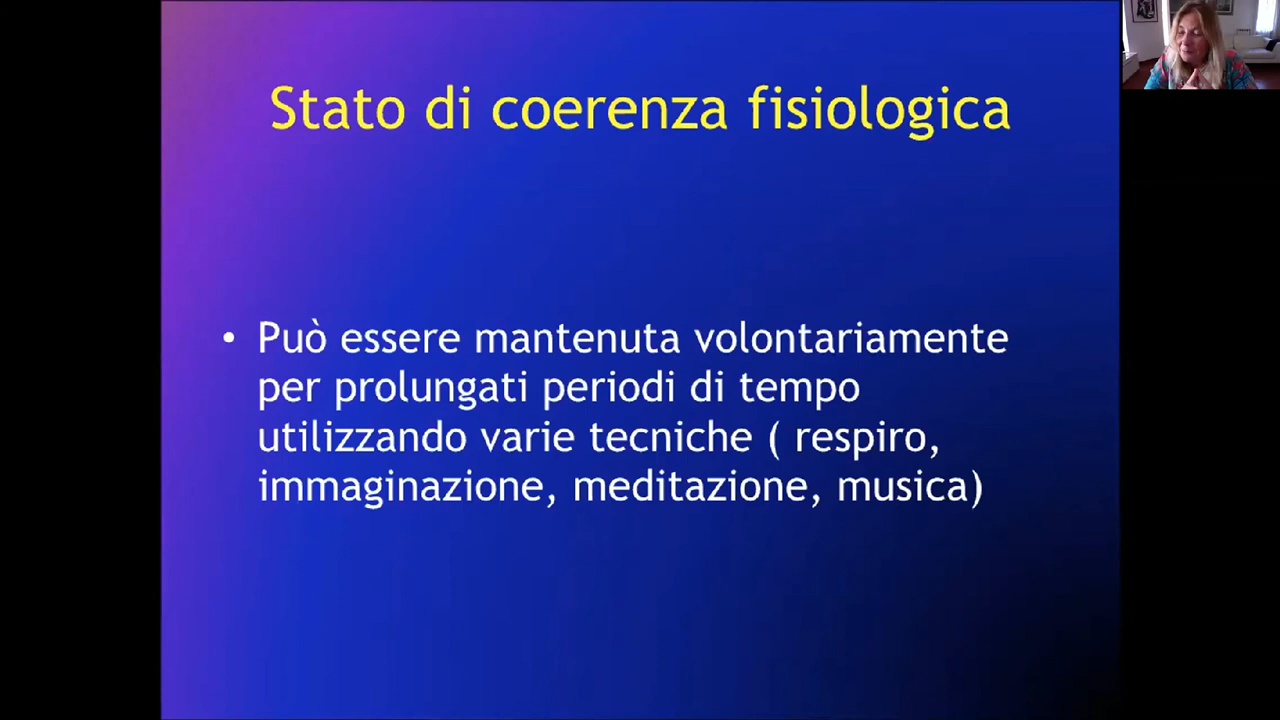 Stato di coerenza fisiologica
• Può essere mantenuta volontariamente
per prolungati periodi di tempo
utilizzando varie tecniche ( respiro,
immaginazione, meditazione, musica)